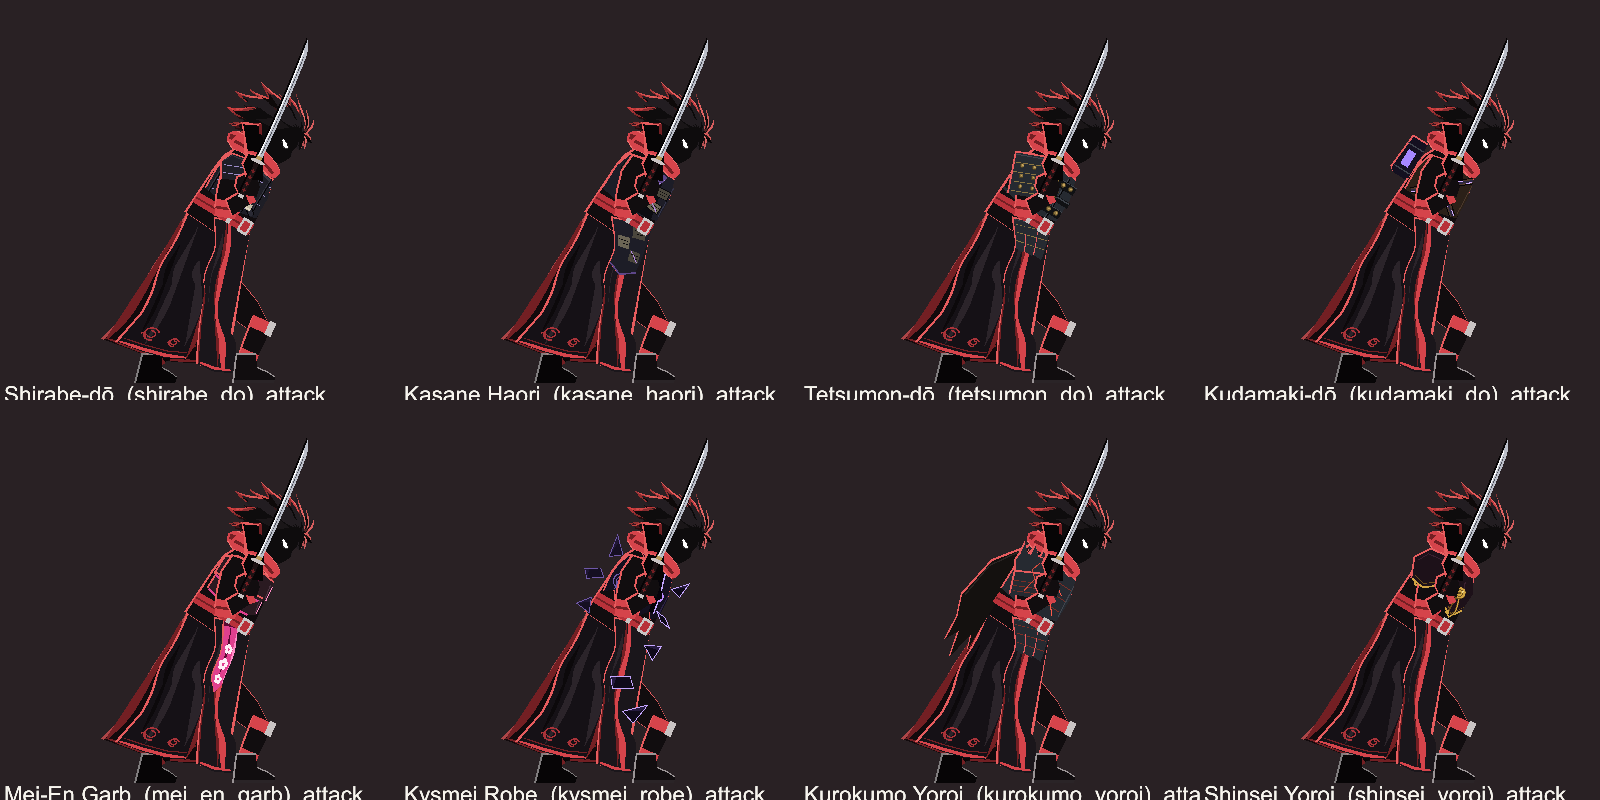 Shirabe-dō (shirabe_do) attack
Kasane Haori (kasane_haori) attack
Tetsumon-dō (tetsumon_do) attack
Kudamaki-dō (kudamaki_do) attack
Mei-En Garb (mei_en_garb) attack
Kysmei Robe (kysmei_robe) attack
Kurokumo Yoroi (kurokumo_yoroi) atta
Shinsei Yoroi (shinsei_yoroi) attack